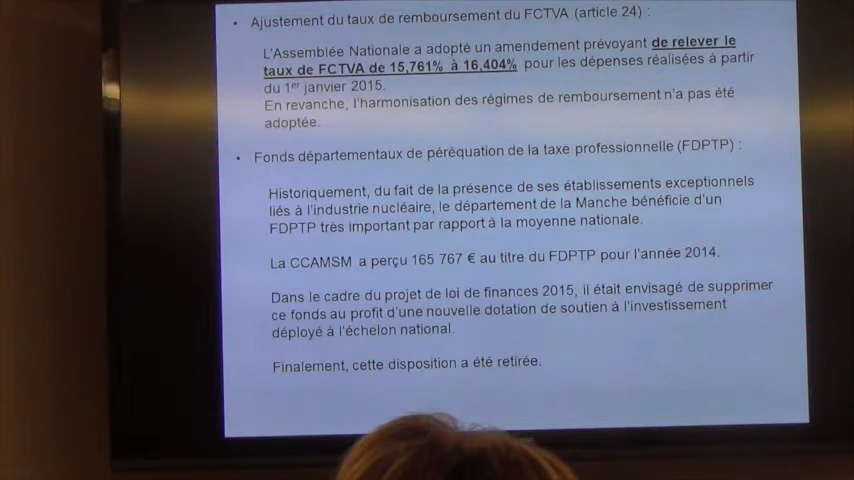 • Ajustement du taux de remboursement du FCTVA (article 24) :
L'Assemblée Nationale a adopté un amendement prévoyant de relever le
taux de FCTVA de 15,761% à 16,404% pour les dépenses réalisées à partir
du 1er janvier 2015.
En revanche, l'harmonisation des régimes de remboursement n'a pas été
adoptée.
• Fonds départementaux de péréquation de la taxe professionnelle (FDPTP) :
Historiquement, du fait de la présence de ses établissements exceptionnels
liés à l'industrie nucléaire, le département de la Manche bénéficie d'un
FDPTP très important par rapport à la moyenne nationale.
La CCAMSM a perçu 165 767 € au titre du FDPTP pour l'année 2014.
Dans le cadre du projet de loi de finances 2015, il était envisagé de supprimer
ce fonds au profit d'une nouvelle dotation de soutien à l'investissement
déployé à l'échelon national.
Finalement, cette disposition a été retirée.